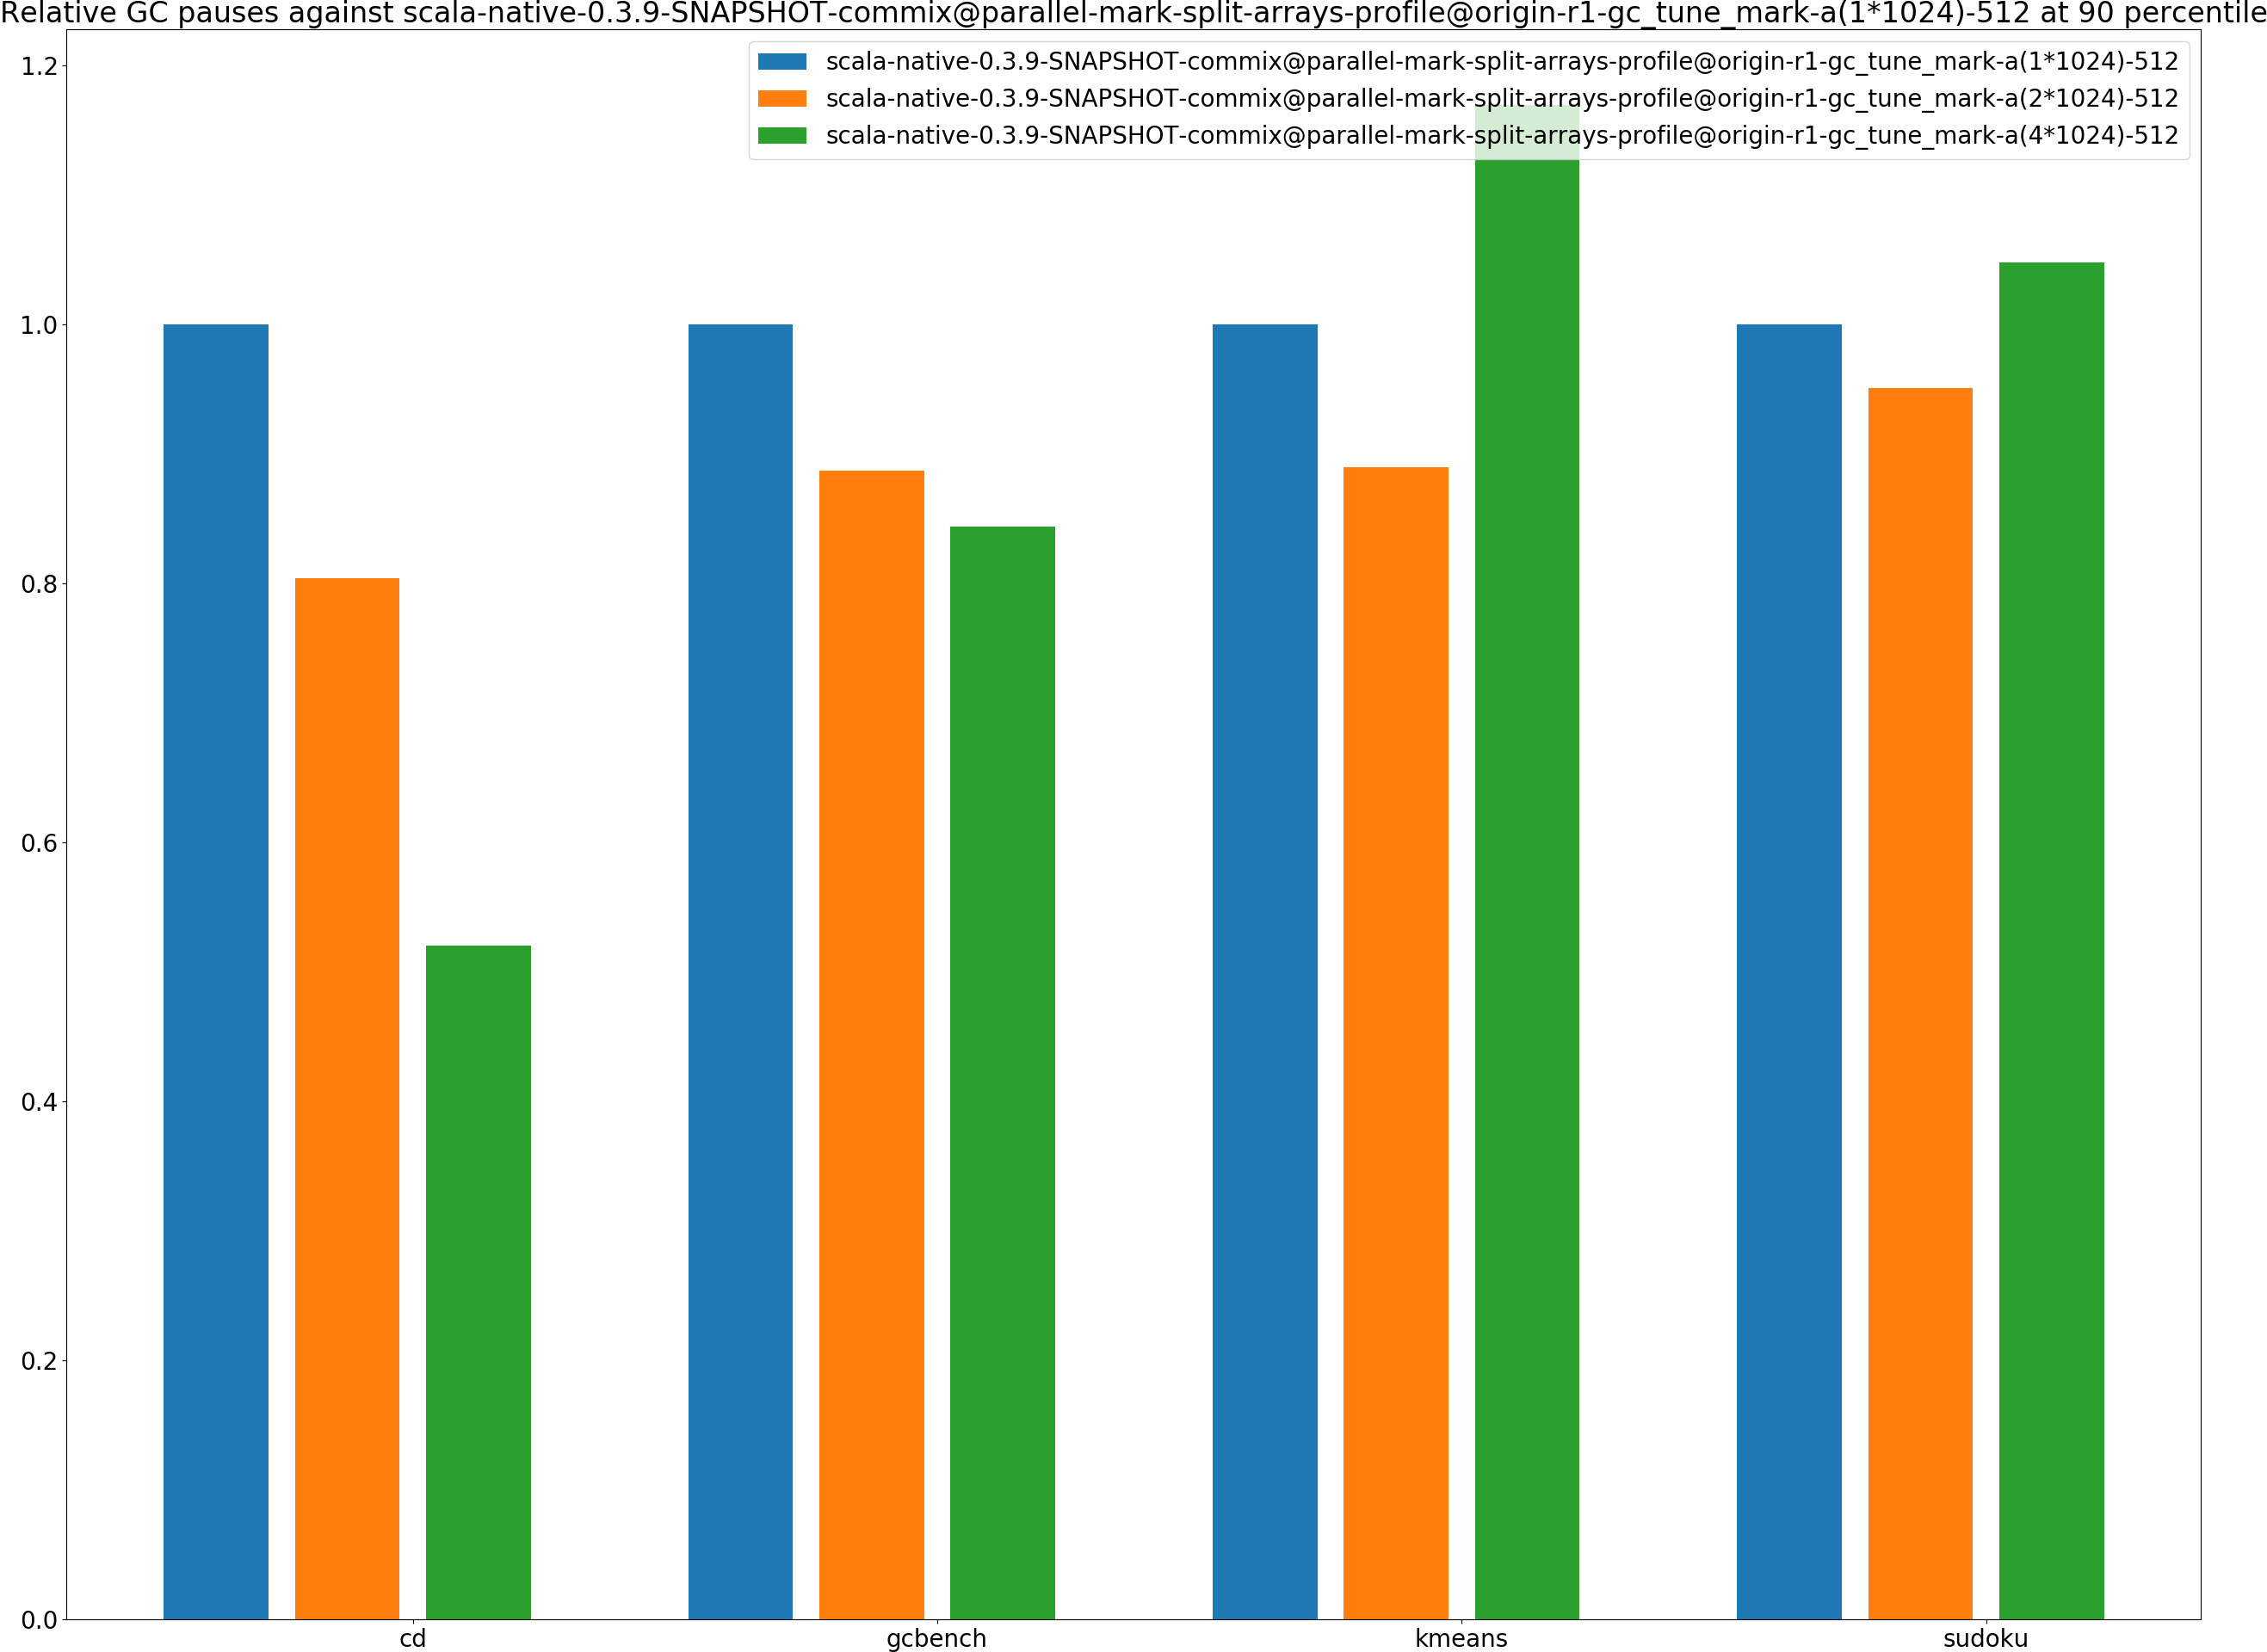 Relative GC pauses against scala-native-0.3.9-SNAPSHOT-commix@parallel-mark-split-arrays-profile@origin-r1-gc_tune_mark-a(1*1024)-512 at 90 percentile
scala-native-0.3.9-SNAPSHOT-commix@parallel-mark-split-arrays-profile@origin-r1-gc_tune_mark-a(1*1024)-512
scala-native-0.3.9-SNAPSHOT-commix@parallel-mark-split-arrays-profile@origin-r1-gc_tune_mark-a(2*1024)-512
scala-native-0.3.9-SNAPSHOT-commix@parallel-mark-split-arrays-profile@origin-r1-gc_tune_mark-a(4*1024)-512
1.2
1.0
0.8
0.6
0.4
0.2
0.0
cd gcbench kmeans sudoku